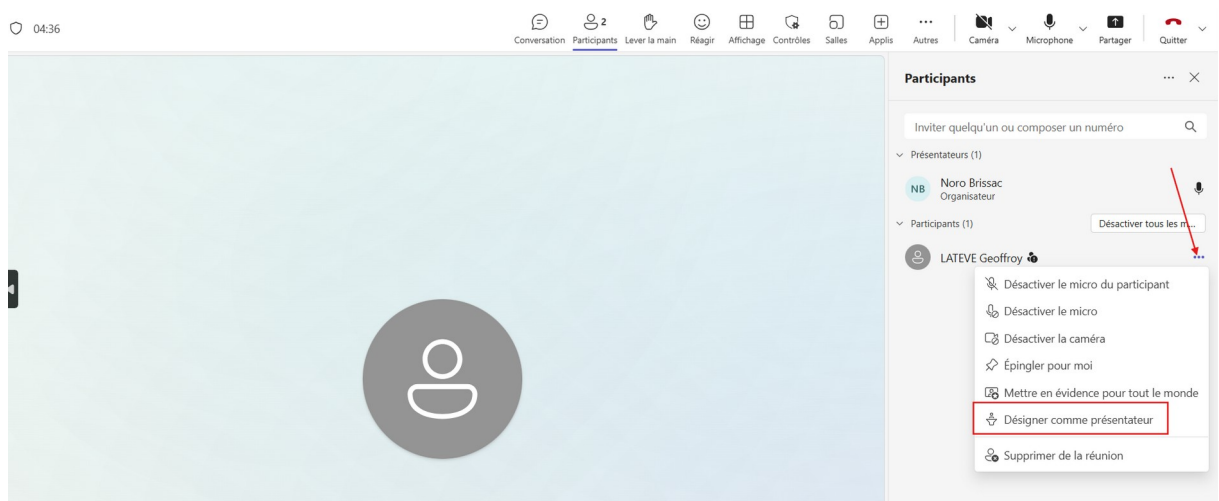 04:36
Conversation
Participants
2
Lever la main
Réagir
Affichage
Contrôles
Salles
Applis
Autres
Caméra
Microphone
Partager
Quitter
Participants
Inviter quelqu'un ou composer un numéro
Présentateurs (1)
NB
Noro Brissac
Organisateur
Participants (1)
Désactiver tous les m...
LATEVE Geoffroy
Désactiver le micro du participant
Désactiver le micro
Désactiver la caméra
Épingler pour moi
Mettre en évidence pour tout le monde
Désigner comme présentateur
Supprimer de la réunion